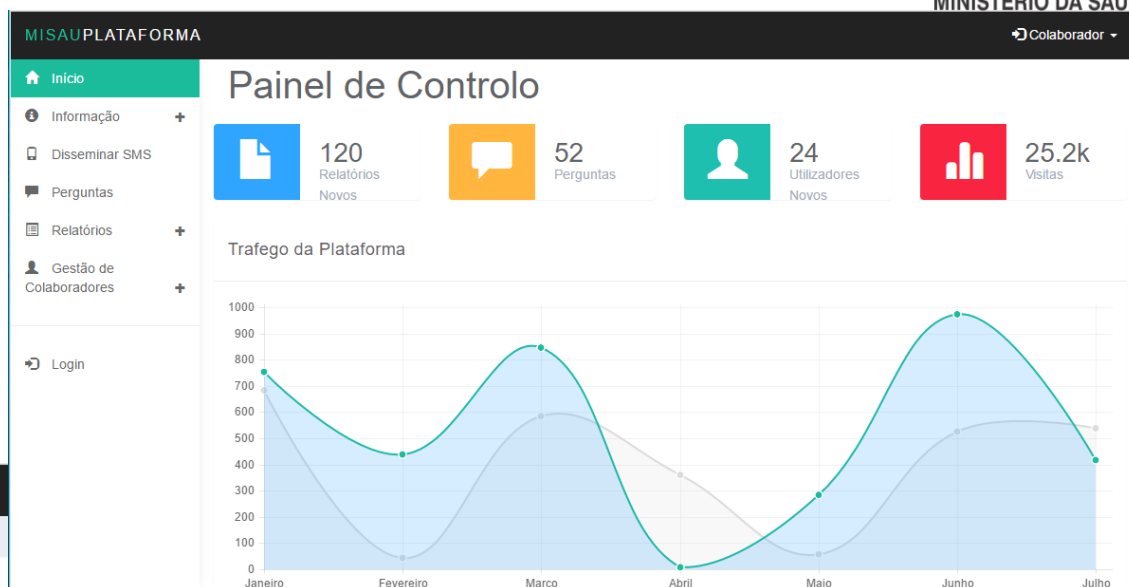 MINISTÉRIO DA SAÚ
MISAUPLATAFORMA
Colaborador
Início
Informação +
Disseminar SMS
Perguntas
Relatórios +
Gestão de
Colaboradores +
Login
Painel de Controlo
120
Relatórios
Novos
52
Perguntas
24
Utilizadores
Novos
25.2k
Visitas
Trafego da Plataforma
1000
900
800
700
600
500
400
300
200
100
0
Janeiro Fevereiro Marco Abril Maio Junho Julho